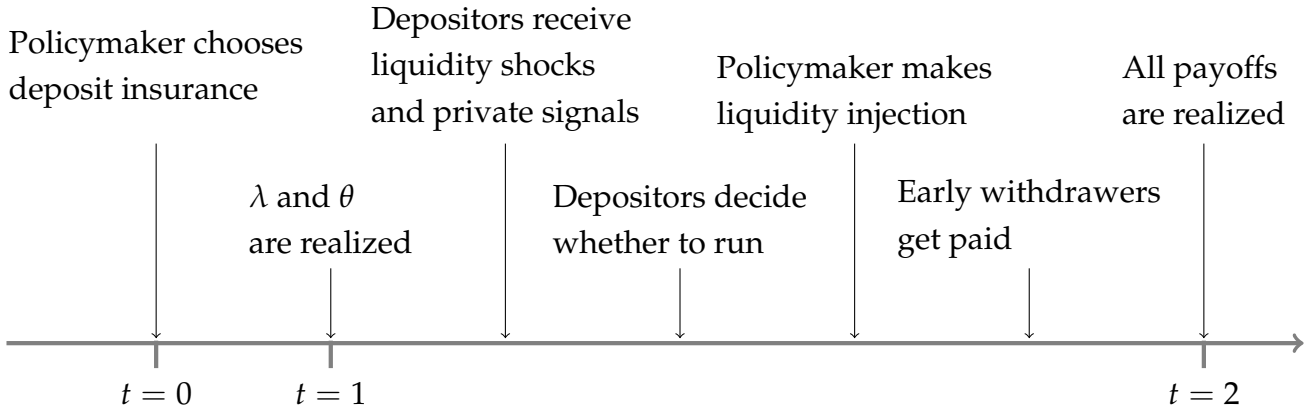 Policymaker chooses
deposit insurance
λ and θ
are realized
Depositors receive
liquidity shocks
and private signals
Depositors decide
whether to run
Policymaker makes
liquidity injection
Early withdrawers
get paid
All payoffs
are realized
t = 0
t = 1
t = 2